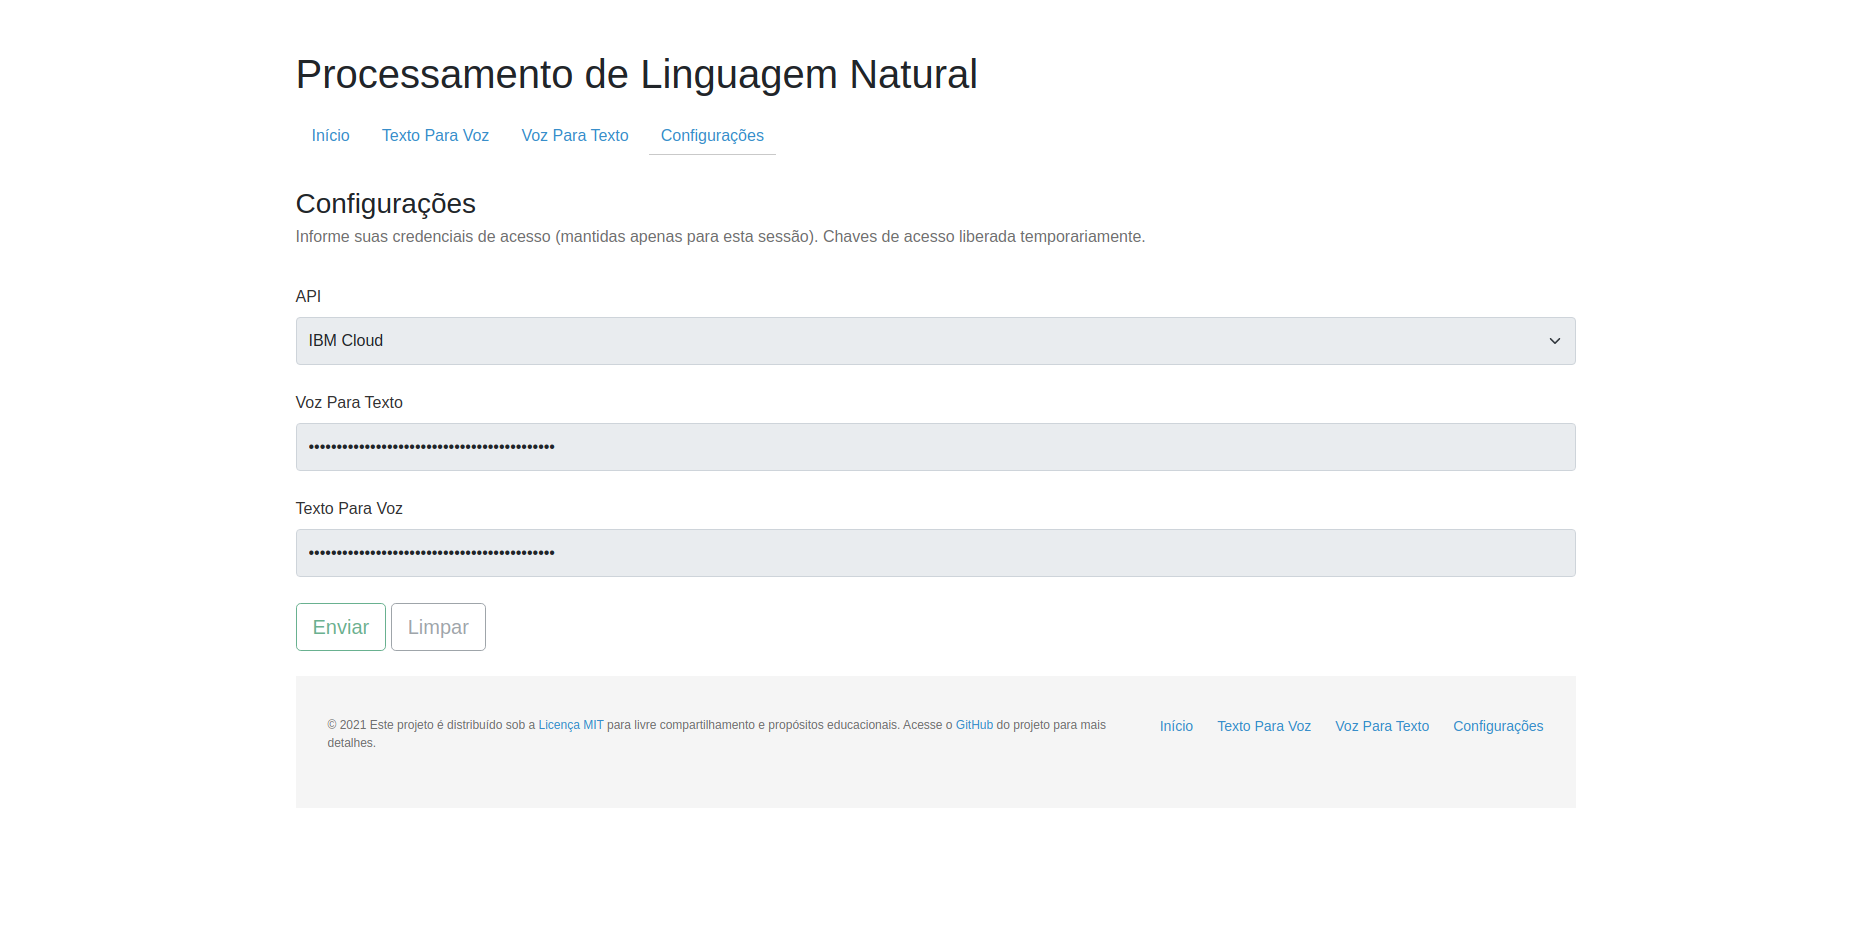 Processamento de Linguagem Natural
Início Texto Para Voz Voz Para Texto Configurações
Configurações
Informe suas credenciais de acesso (mantidas apenas para esta sessão). Chaves de acesso liberada temporariamente.
API
IBM Cloud
Voz Para Texto
••••••••••••••••••••••••••••••••••••••••••••
Texto Para Voz
••••••••••••••••••••••••••••••••••••••••••••
Enviar Limpar
© 2021 Este projeto é distribuído sob a Licença MIT para livre compartilhamento e propósitos educacionais. Acesse o GitHub do projeto para mais
detalhes.
Início Texto Para Voz Voz Para Texto Configurações